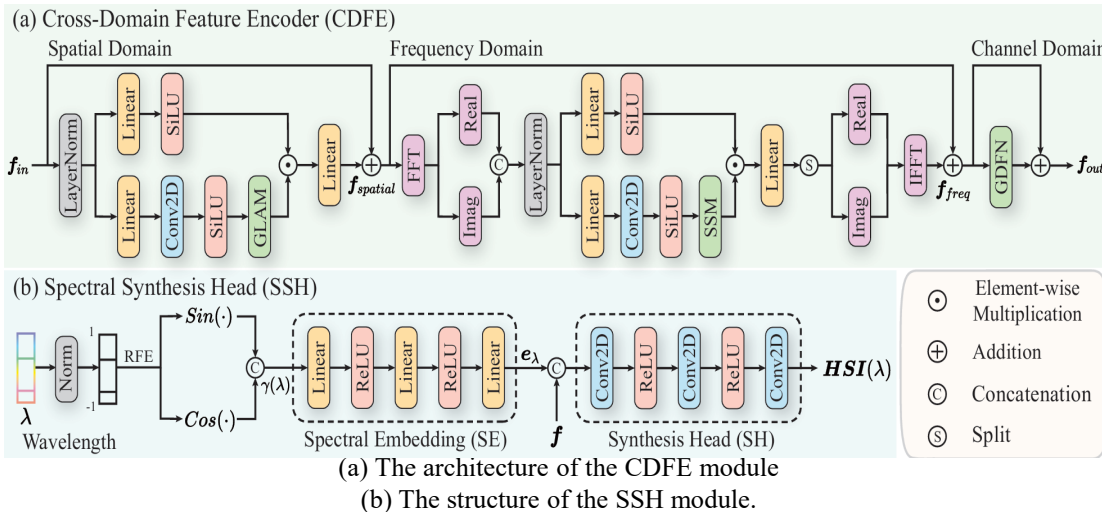 (a) Cross-Domain Feature Encoder (CDFE)
Spatial Domain
Frequency Domain
Channel Domain
f_in
LayerNorm
Linear
SiLU
Linear
Conv2D
SiLU
GLAM
Linear
f_spatial
FFT
Real
Imag
C
LayerNorm
Linear
SiLU
Linear
Conv2D
SiLU
SSM
Linear
S
Real
Imag
IFFT
f_freq
GDFN
f_out
(b) Spectral Synthesis Head (SSH)
λ
Wavelength
Norm
1
-1
RFE
Sin(·)
Cos(·)
C
γ(λ)
Linear
ReLU
Linear
ReLU
Linear
Spectral Embedding (SE)
e_λ
C
f
Conv2D
ReLU
Conv2D
ReLU
Conv2D
Synthesis Head (SH)
HSI(λ)
Element-wise
Multiplication
Addition
C Concatenation
S Split
(a) The architecture of the CDFE module
(b) The structure of the SSH module.